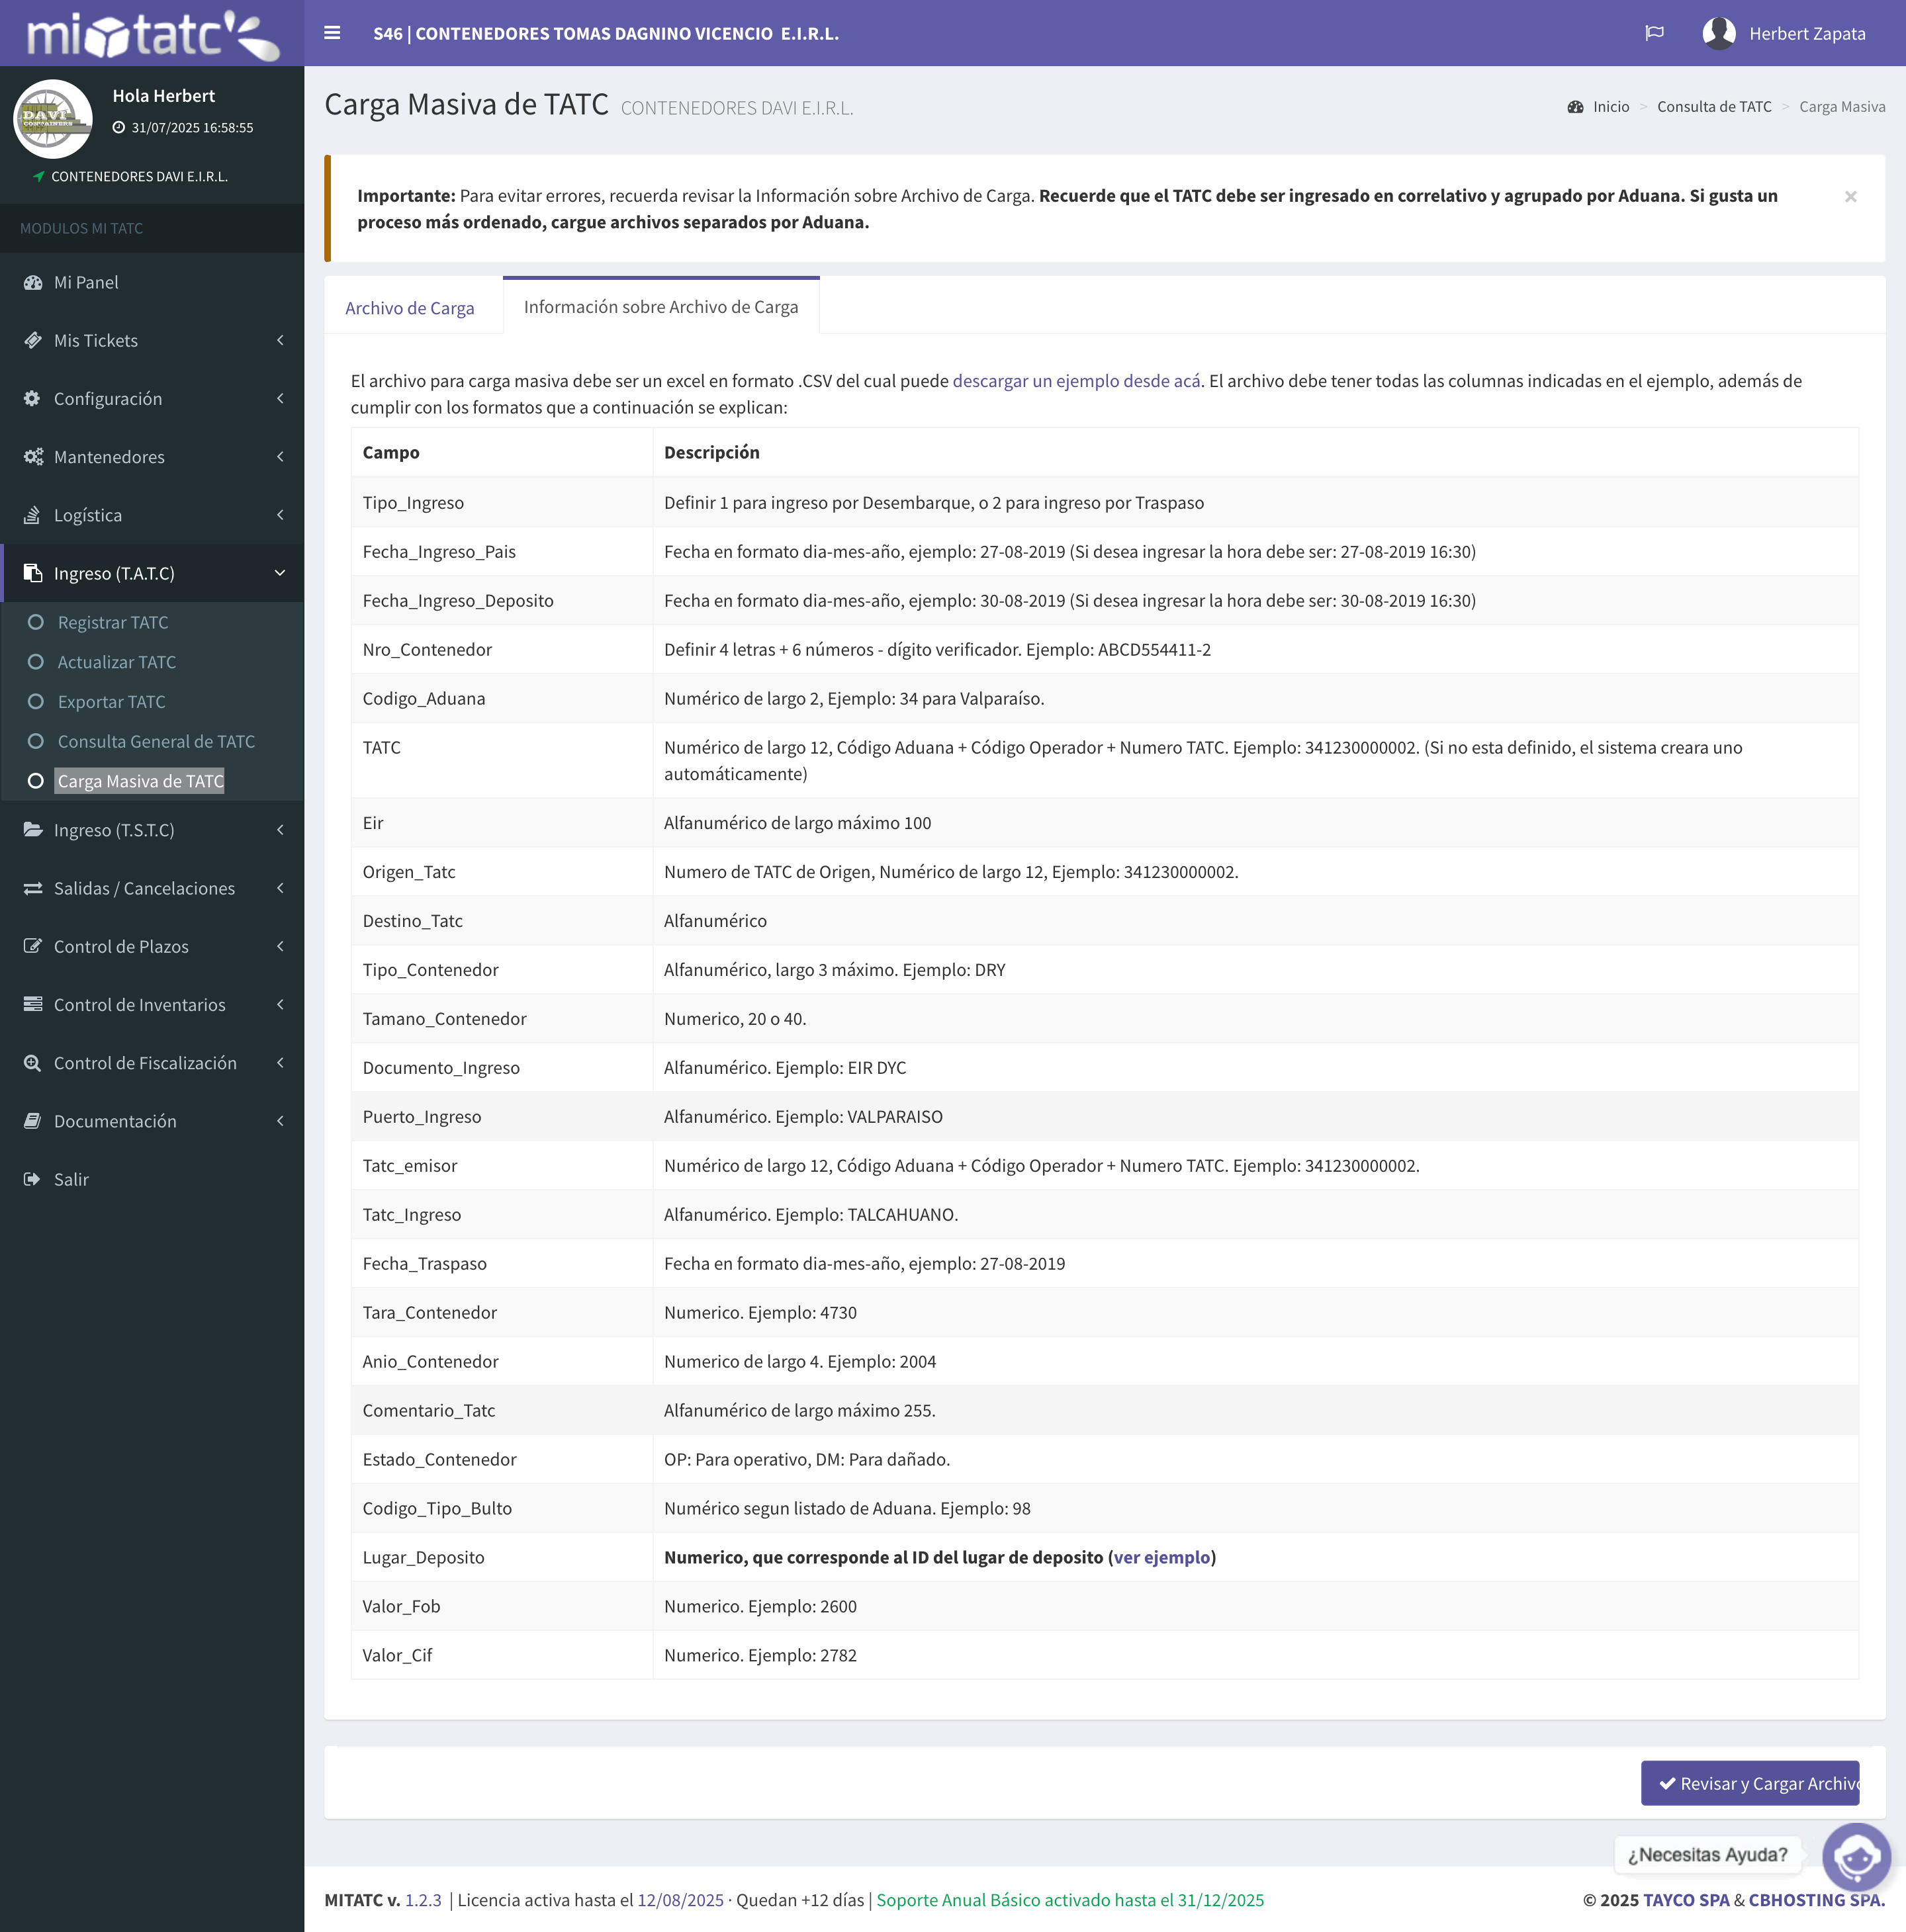 miotatc
S46 | CONTENEDORES TOMAS DAGNINO VICENCIO E.I.R.L.
Herbert Zapata
DAVI
CONTAINERS
Hola Herbert
31/07/2025 16:58:55
CONTENEDORES DAVI E.I.R.L.
MODULOS MI TATC
Mi Panel
Mis Tickets
Configuración
Mantenedores
Logística
Ingreso (T.A.T.C)
Registrar TATC
Actualizar TATC
Exportar TATC
Consulta General de TATC
Carga Masiva de TATC
Ingreso (T.S.T.C)
Salidas / Cancelaciones
Control de Plazos
Control de Inventarios
Control de Fiscalización
Documentación
Salir
Carga Masiva de TATC CONTENEDORES DAVI E.I.R.L.
Inicio > Consulta de TATC > Carga Masiva
Importante: Para evitar errores, recuerda revisar la Información sobre Archivo de Carga. Recuerde que el TATC debe ser ingresado en correlativo y agrupado por Aduana. Si gusta un
proceso más ordenado, cargue archivos separados por Aduana.
×
Archivo de Carga
Información sobre Archivo de Carga
El archivo para carga masiva debe ser un excel en formato .CSV del cual puede descargar un ejemplo desde acá. El archivo debe tener todas las columnas indicadas en el ejemplo, además de
cumplir con los formatos que a continuación se explican:
Campo Descripción
Tipo_Ingreso Definir 1 para ingreso por Desembarque, o 2 para ingreso por Traspaso
Fecha_Ingreso_Pais Fecha en formato dia-mes-año, ejemplo: 27-08-2019 (Si desea ingresar la hora debe ser: 27-08-2019 16:30)
Fecha_Ingreso_Deposito Fecha en formato dia-mes-año, ejemplo: 30-08-2019 (Si desea ingresar la hora debe ser: 30-08-2019 16:30)
Nro_Contenedor Definir 4 letras + 6 números - dígito verificador. Ejemplo: ABCD554411-2
Codigo_Aduana Numérico de largo 2, Ejemplo: 34 para Valparaíso.
TATC Numérico de largo 12, Código Aduana + Código Operador + Numero TATC. Ejemplo: 341230000002. (Si no esta definido, el sistema creara uno
automáticamente)
Eir Alfanumérico de largo máximo 100
Origen_Tatc Numero de TATC de Origen, Numérico de largo 12, Ejemplo: 341230000002.
Destino_Tatc Alfanumérico
Tipo_Contenedor Alfanumérico, largo 3 máximo. Ejemplo: DRY
Tamano_Contenedor Numerico, 20 o 40.
Documento_Ingreso Alfanumérico. Ejemplo: EIR DYC
Puerto_Ingreso Alfanumérico. Ejemplo: VALPARAISO
Tatc_emisor Numérico de largo 12, Código Aduana + Código Operador + Numero TATC. Ejemplo: 341230000002.
Tatc_Ingreso Alfanumérico. Ejemplo: TALCAHUANO.
Fecha_Traspaso Fecha en formato dia-mes-año, ejemplo: 27-08-2019
Tara_Contenedor Numerico. Ejemplo: 4730
Anio_Contenedor Numerico de largo 4. Ejemplo: 2004
Comentario_Tatc Alfanumérico de largo máximo 255.
Estado_Contenedor OP: Para operativo, DM: Para dañado.
Codigo_Tipo_Bulto Numérico segun listado de Aduana. Ejemplo: 98
Lugar_Deposito Numerico, que corresponde al ID del lugar de deposito (ver ejemplo)
Valor_Fob Numerico. Ejemplo: 2600
Valor_Cif Numerico. Ejemplo: 2782
Revisar y Cargar Archivo
¿Necesitas Ayuda?
MITATC v. 1.2.3 | Licencia activa hasta el 12/08/2025 · Quedan +12 días | Soporte Anual Básico activado hasta el 31/12/2025
© 2025 TAYCO SPA & CBHOSTING SPA.